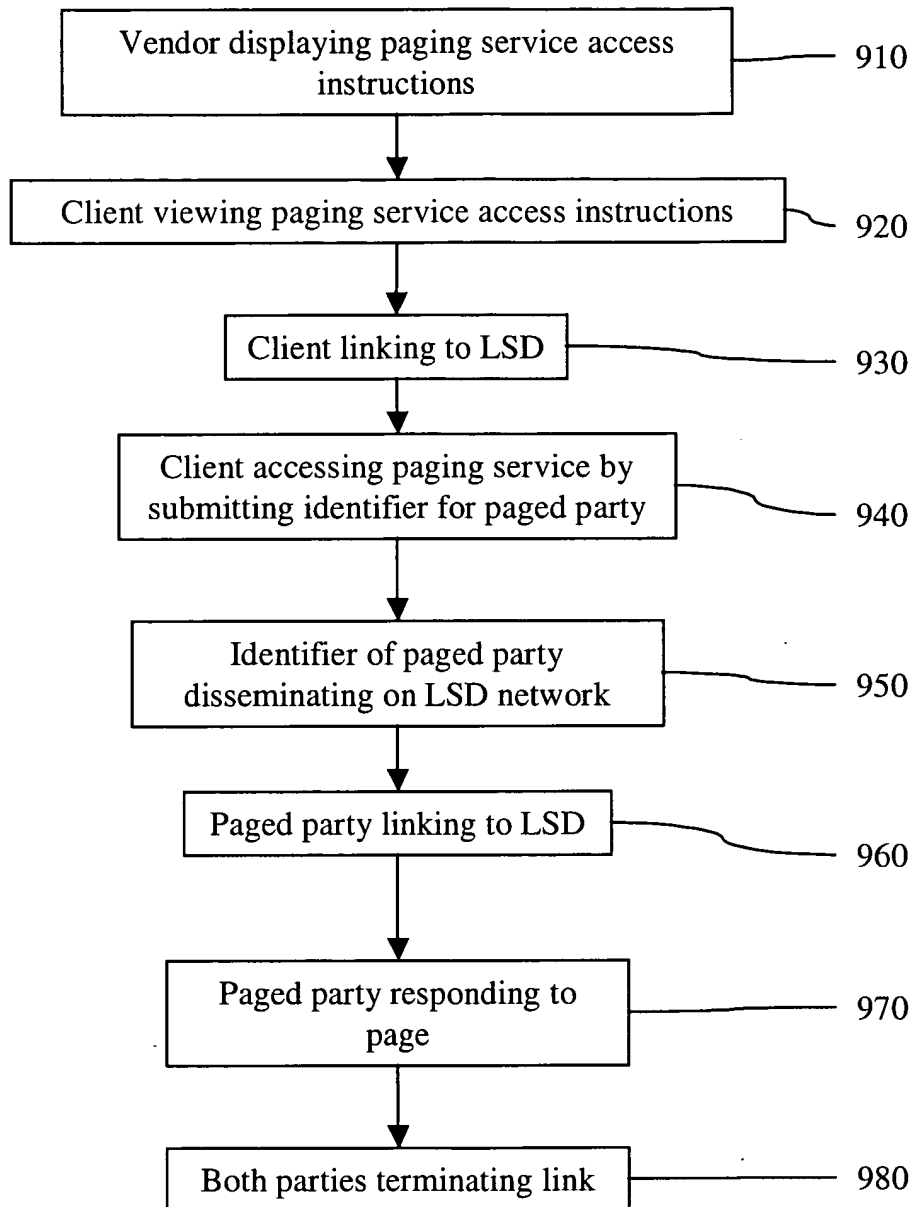 Vendor displaying paging service access
instructions
910
Client viewing paging service access instructions
920
Client linking to LSD
930
Client accessing paging service by
submitting identifier for paged party
940
Identifier of paged party
disseminating on LSD network
950
Paged party linking to LSD
960
Paged party responding to
page
970
Both parties terminating link
980